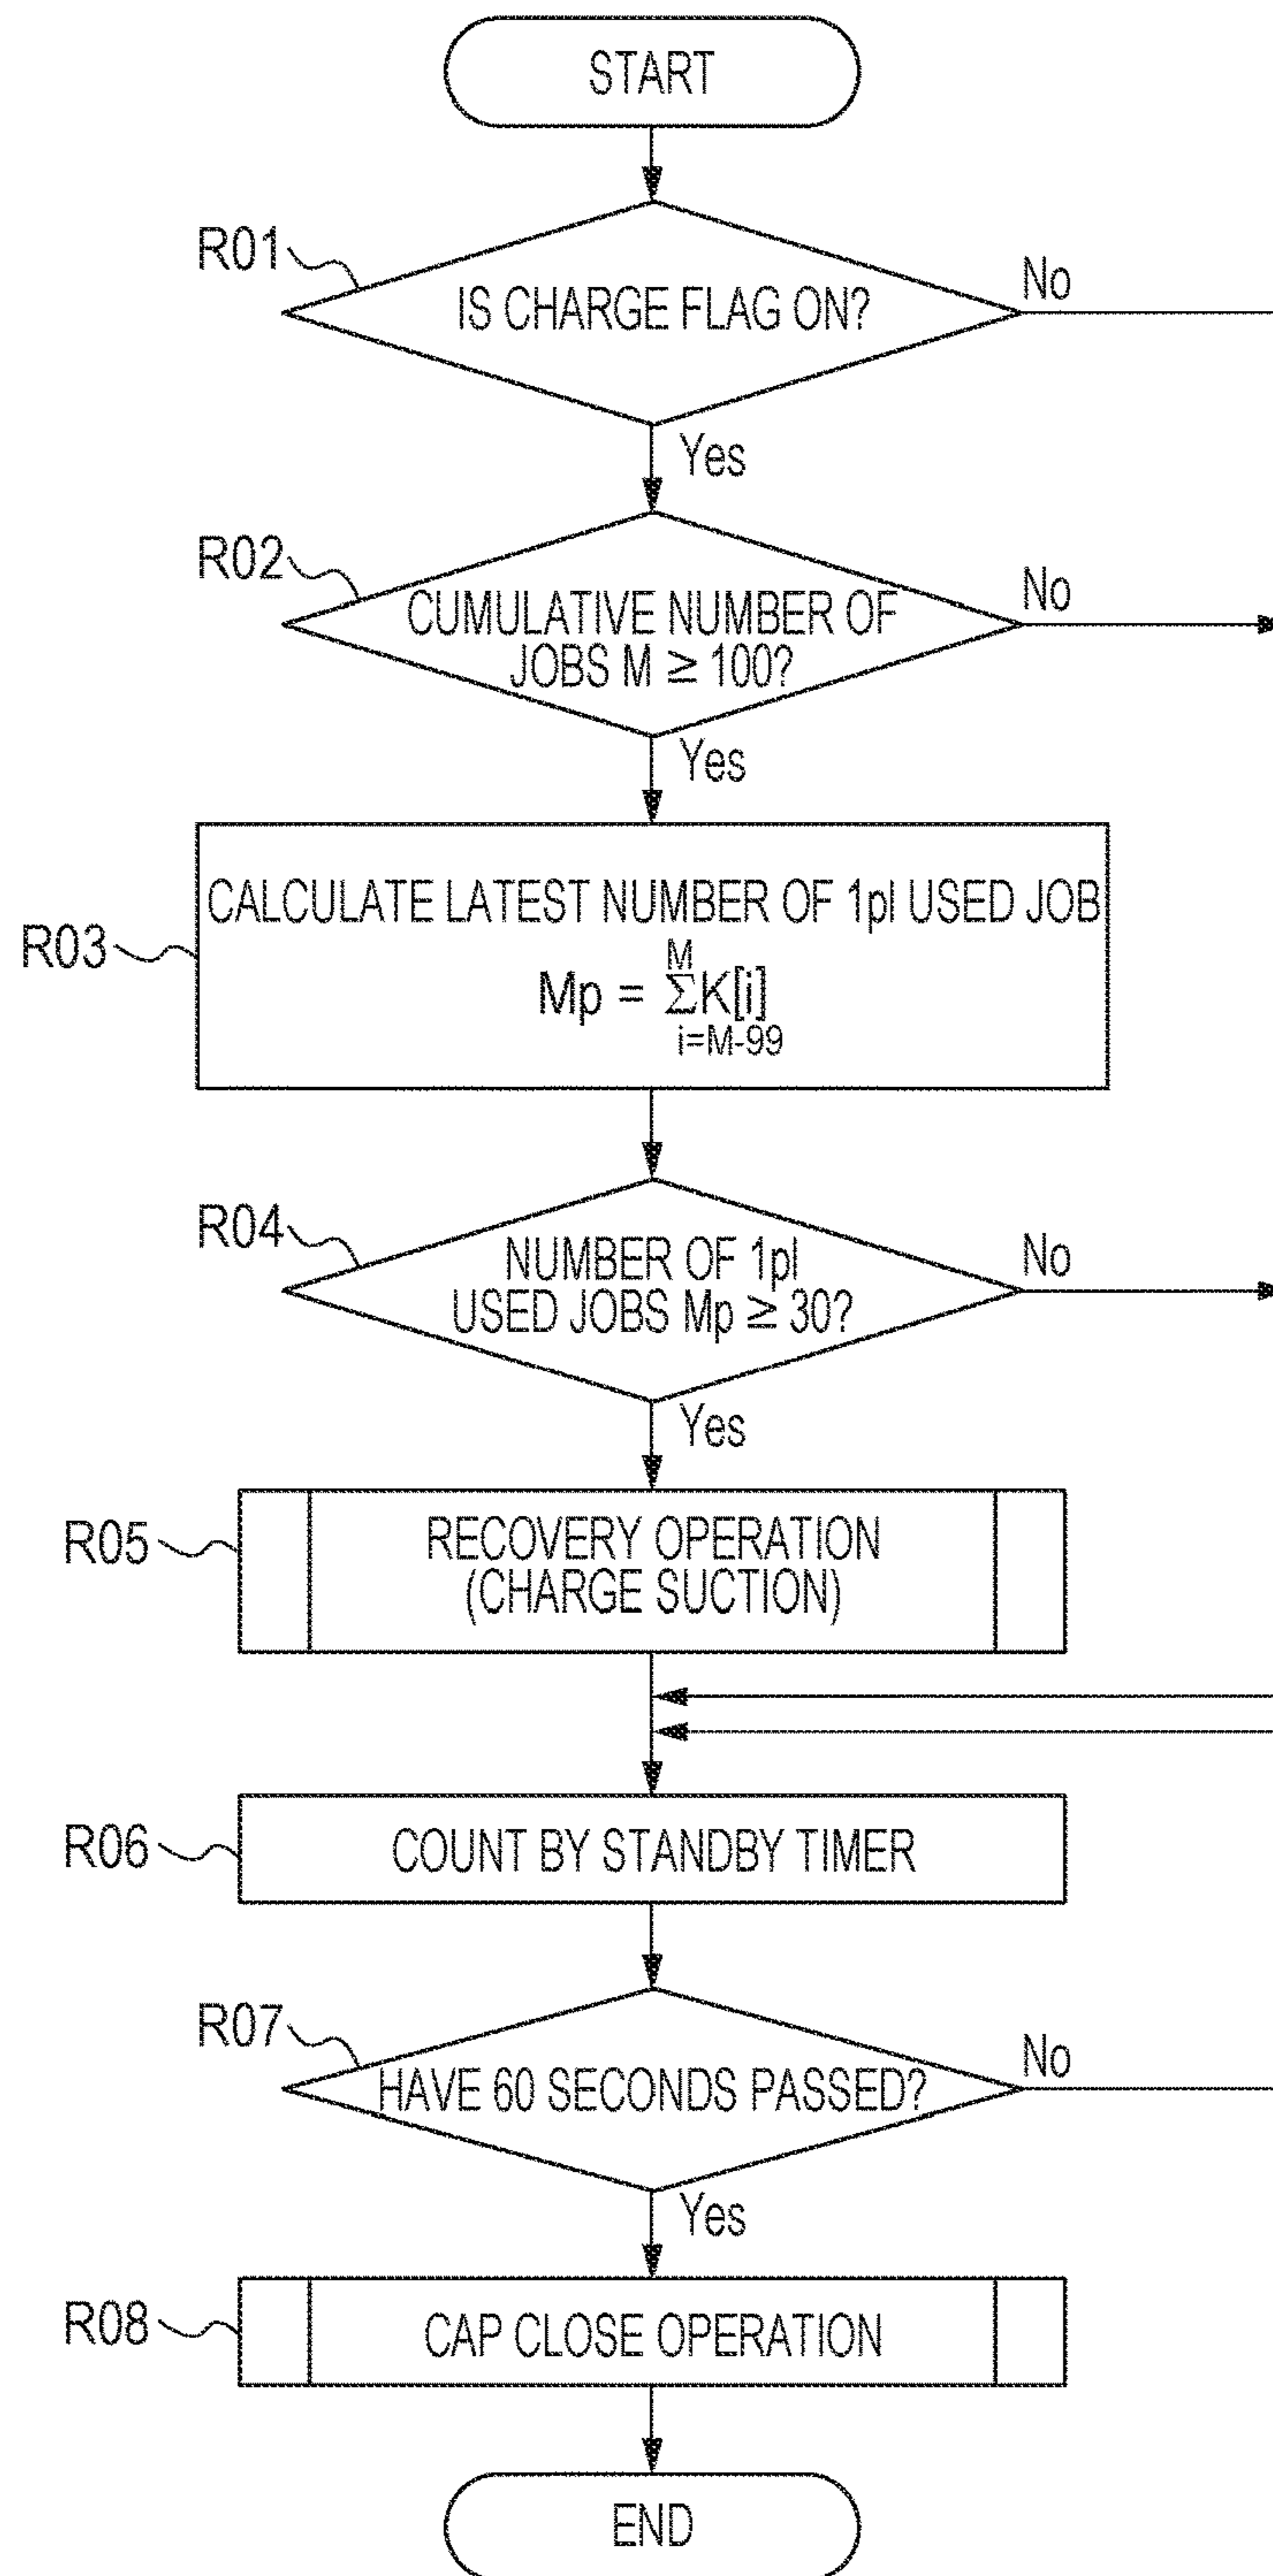 START
R01
IS CHARGE FLAG ON?
No
Yes
R02
CUMULATIVE NUMBER OF
JOBS M ≥ 100?
No
Yes
R03
CALCULATE LATEST NUMBER OF 1pl USED JOB
M
Mp = ΣK[i]
i=M-99
R04
NUMBER OF 1pl
USED JOBS Mp ≥ 30?
No
Yes
R05
RECOVERY OPERATION
(CHARGE SUCTION)
R06
COUNT BY STANDBY TIMER
R07
HAVE 60 SECONDS PASSED?
No
Yes
R08
CAP CLOSE OPERATION
END